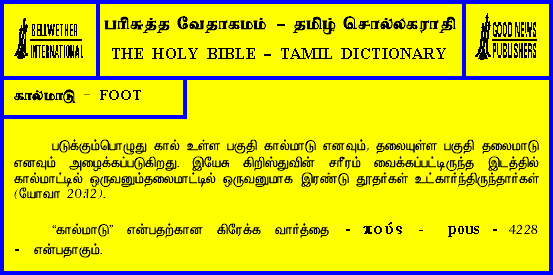 BELLWETHER
INTERNATIONAL
பரிசுத்த வேதாகமம் – தமிழ் சொல்லகராதி
THE HOLY BIBLE – TAMIL DICTIONARY
GOOD NEWS
PUBLISHERS
கால்மாடு – FOOT
படுக்கும்பொழுது கால் உள்ள பகுதி கால்மாடு எனவும், தலையுள்ள பகுதி தலைமாடு
எனவும் அழைக்கப்படுகிறது. இயேசு கிறிஸ்துவின் சரீரம் வைக்கப்பட்டிருந்த இடத்தில்
கால்மாட்டில் ஒருவனும்தலைமாட்டில் ஒருவனுமாக இரண்டு தூதர்கள் உட்கார்ந்திருந்தார்கள்
(யோவா 20:12).
“கால்மாடு” என்பதற்கான கிரேக்க வார்த்தை - πούs - pous - 4228
- என்பதாகும்.